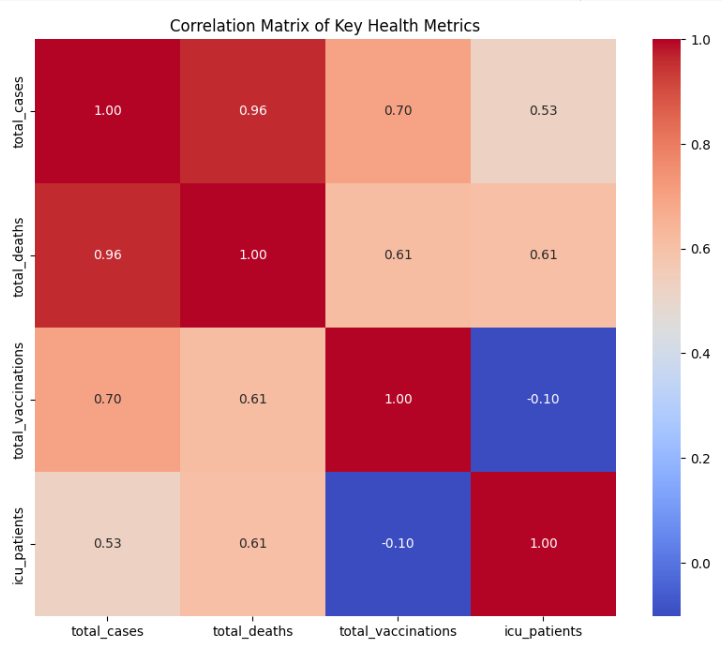 Correlation Matrix of Key Health Metrics
total_cases
1.00 0.96 0.70 0.53
total_deaths
0.96 1.00 0.61 0.61
total_vaccinations
0.70 0.61 1.00 -0.10
icu_patients
0.53 0.61 -0.10 1.00
total_cases total_deaths total_vaccinations icu_patients
1.0
0.8
0.6
0.4
0.2
0.0